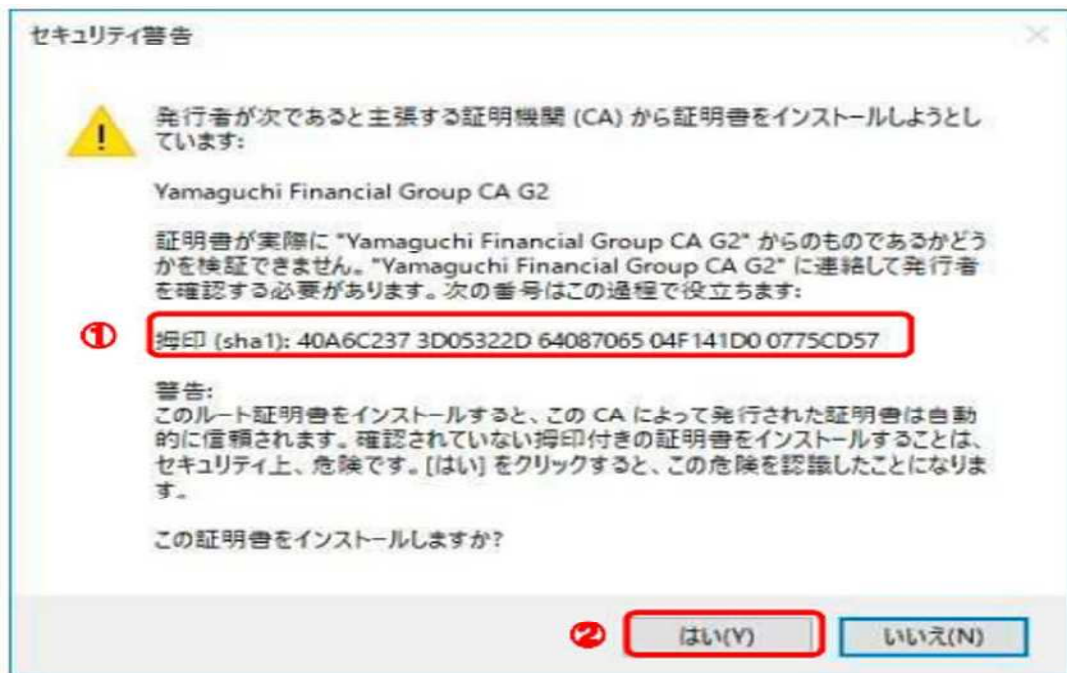 セキュリティ警告
発行者が次であると主張する証明機関 (CA) から証明書をインストールしようとし
ています:
Yamaguchi Financial Group CA G2
証明書が実際に "Yamaguchi Financial Group CA G2" からのものであるかどう
かを検証できません。"Yamaguchi Financial Group CA G2" に連絡して発行者
を確認する必要があります。次の番号はこの過程で役立ちます:
① 拇印 (sha1): 40A6C237 3D05322D 64087065 04F141D0 0775CD57
警告:
このルート証明書をインストールすると、この CA によって発行された証明書は自動
的に信頼されます。確認されていない拇印付きの証明書をインストールすることは、
セキュリティ上、危険です。[はい] をクリックすると、この危険を認識したことになりま
す。
この証明書をインストールしますか?
② はい(Y) いいえ(N)